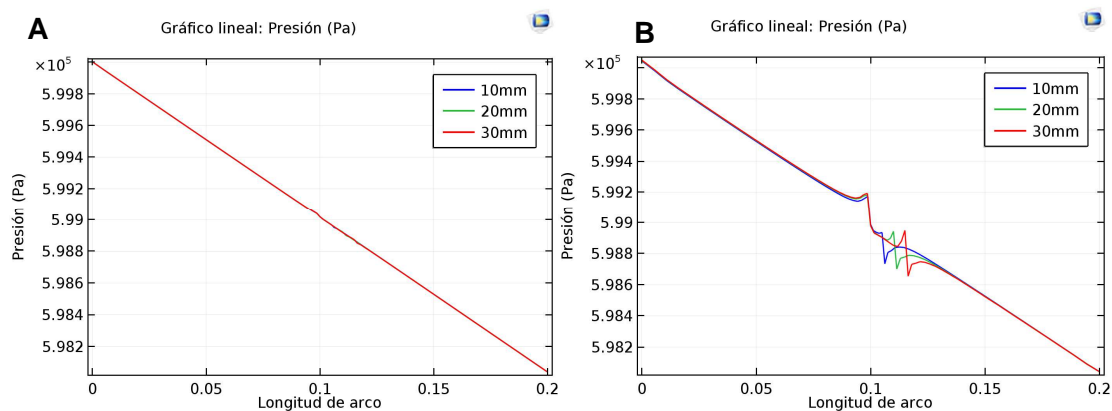 A
Gráfico lineal: Presión (Pa)
×10⁵
5.998
5.996
5.994
5.992
5.99
5.988
5.986
5.984
5.982
Presión (Pa)
10mm
20mm
30mm
0
0.05
0.1
0.15
0.2
Longitud de arco
B
Gráfico lineal: Presión (Pa)
×10⁵
5.998
5.996
5.994
5.992
5.99
5.988
5.986
5.984
5.982
Presión (Pa)
10mm
20mm
30mm
0
0.05
0.1
0.15
0.2
Longitud de arco